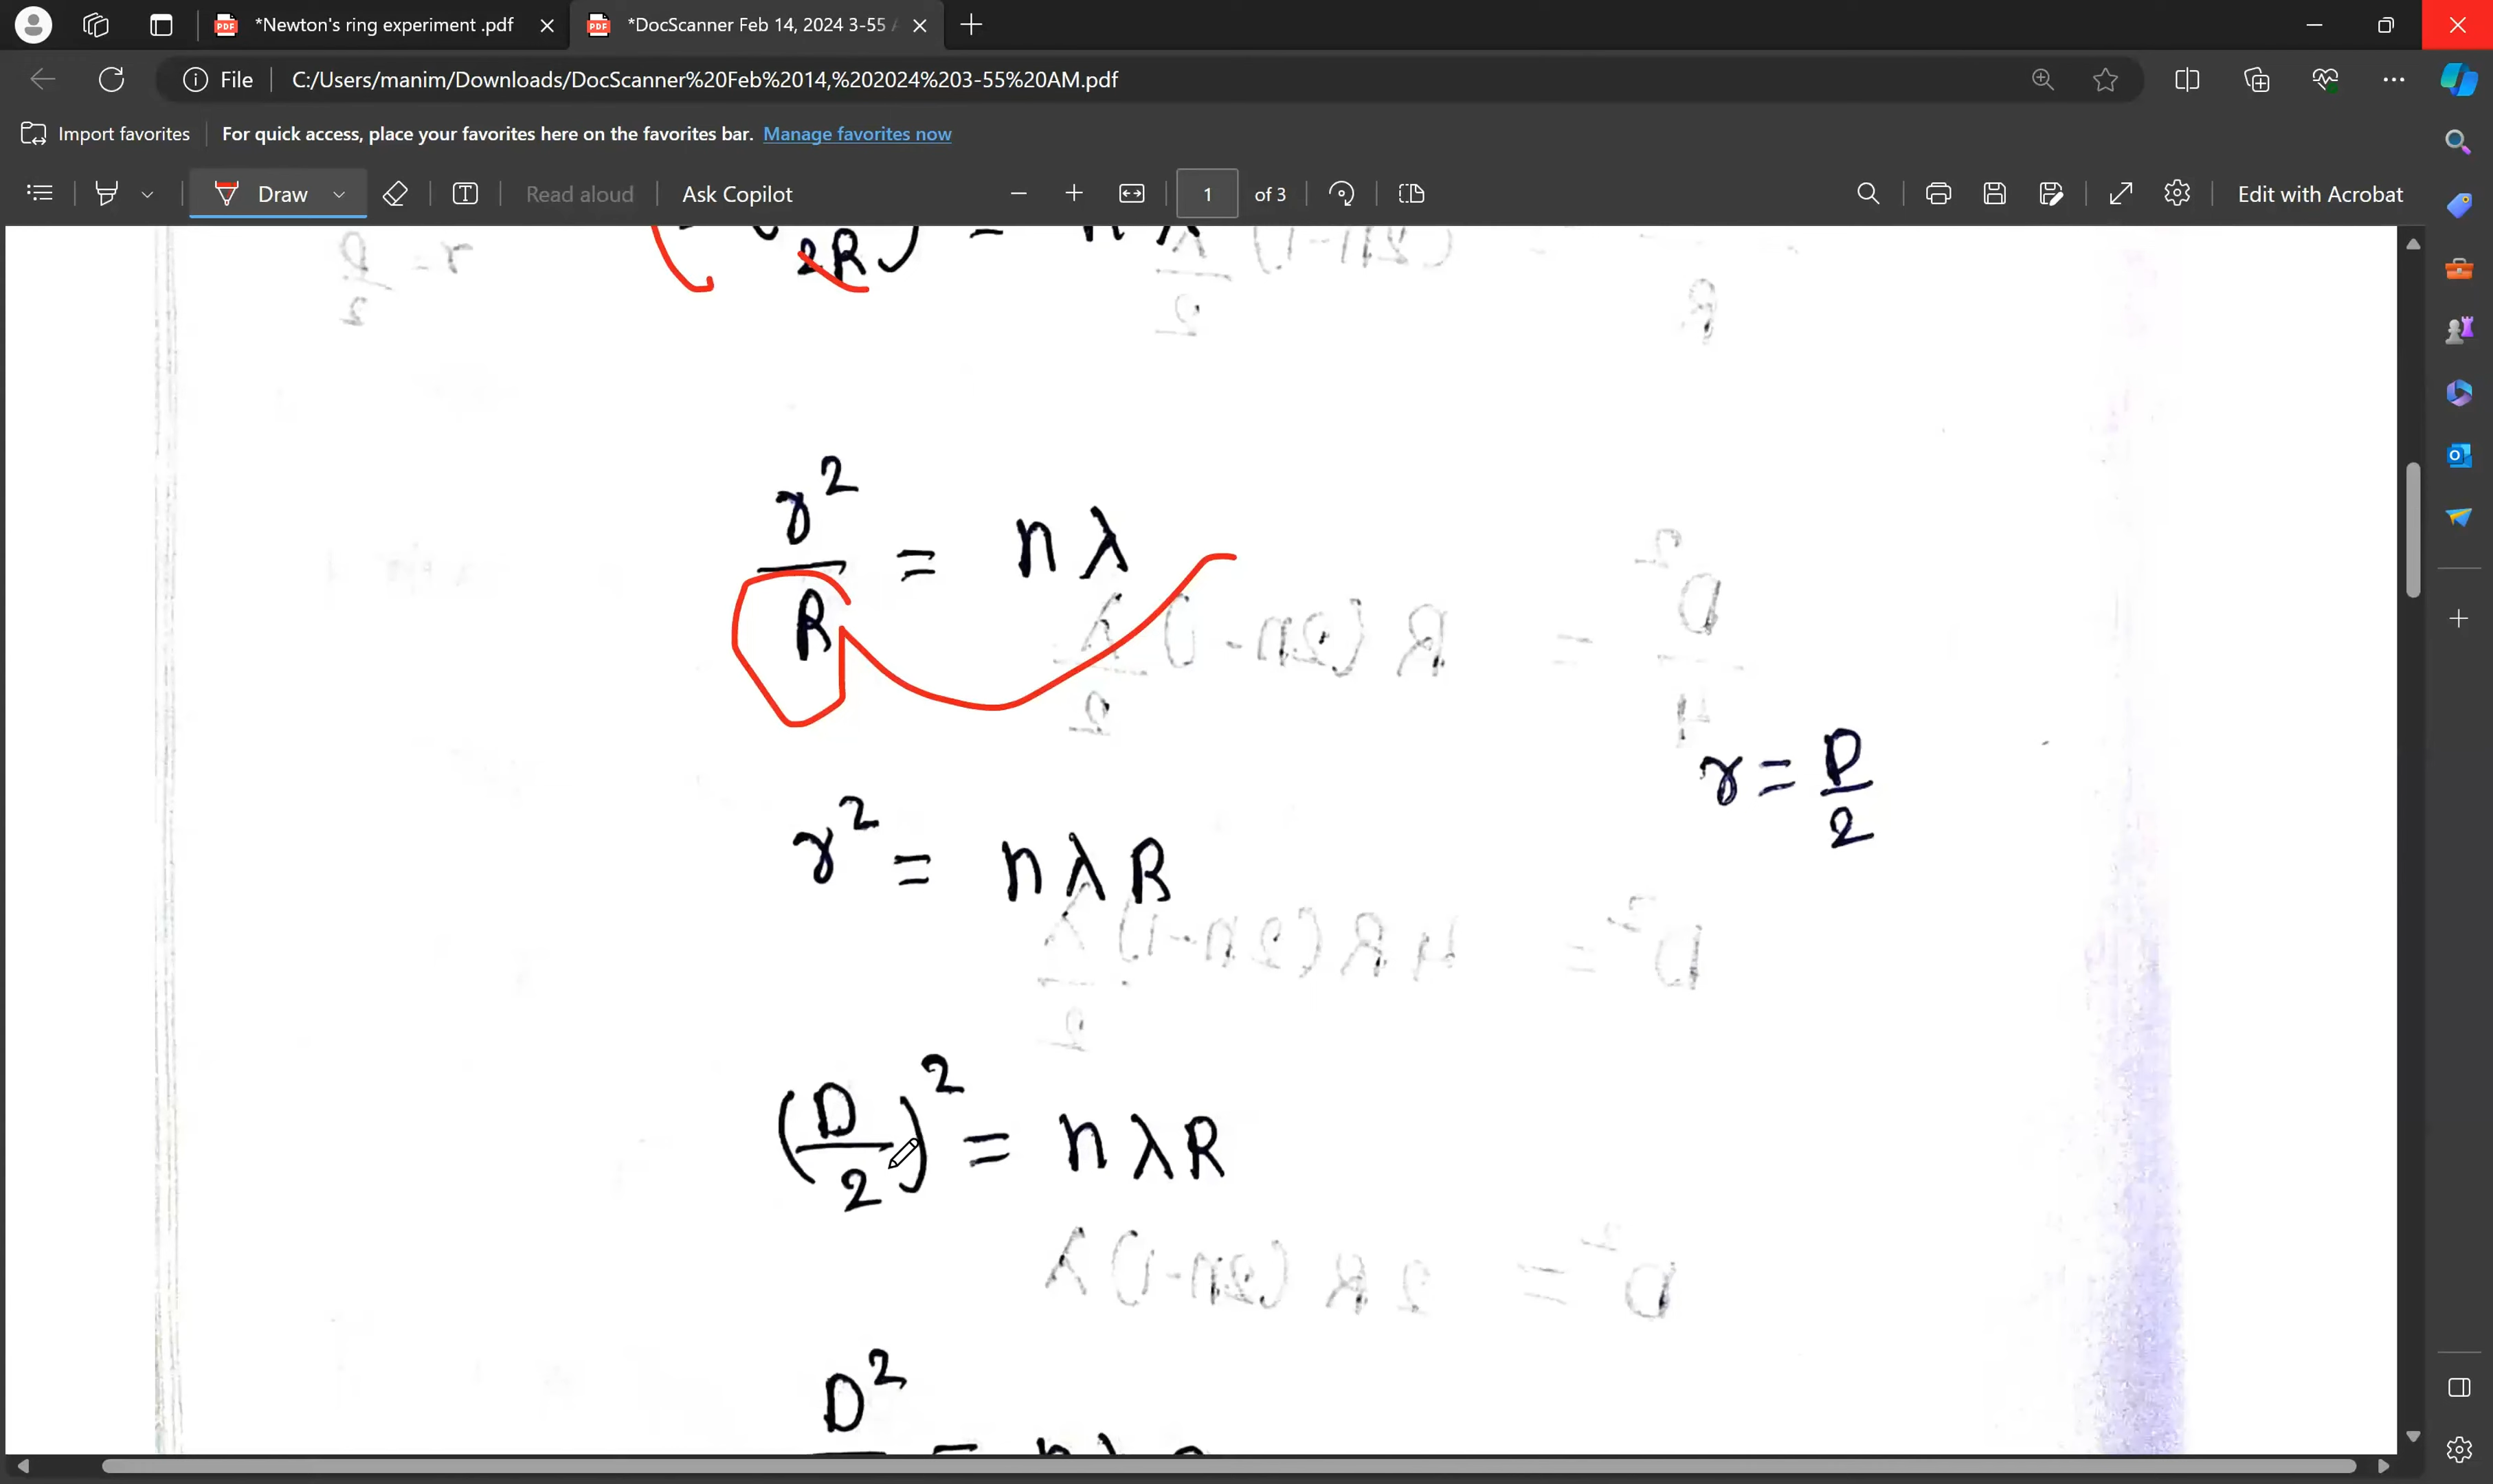 *Newton's ring experiment .pdf
*DocScanner Feb 14, 2024 3-55 A
File C:/Users/manim/Downloads/DocScanner%20Feb%2014,%202024%203-55%20AM.pdf
Import favorites For quick access, place your favorites here on the favorites bar. Manage favorites now
Draw Read aloud Ask Copilot 1 of 3 Edit with Acrobat
2R) = nλ
r² / R = nλ
r = D/2
r² = nλR
(D/2)² = nλR
D²